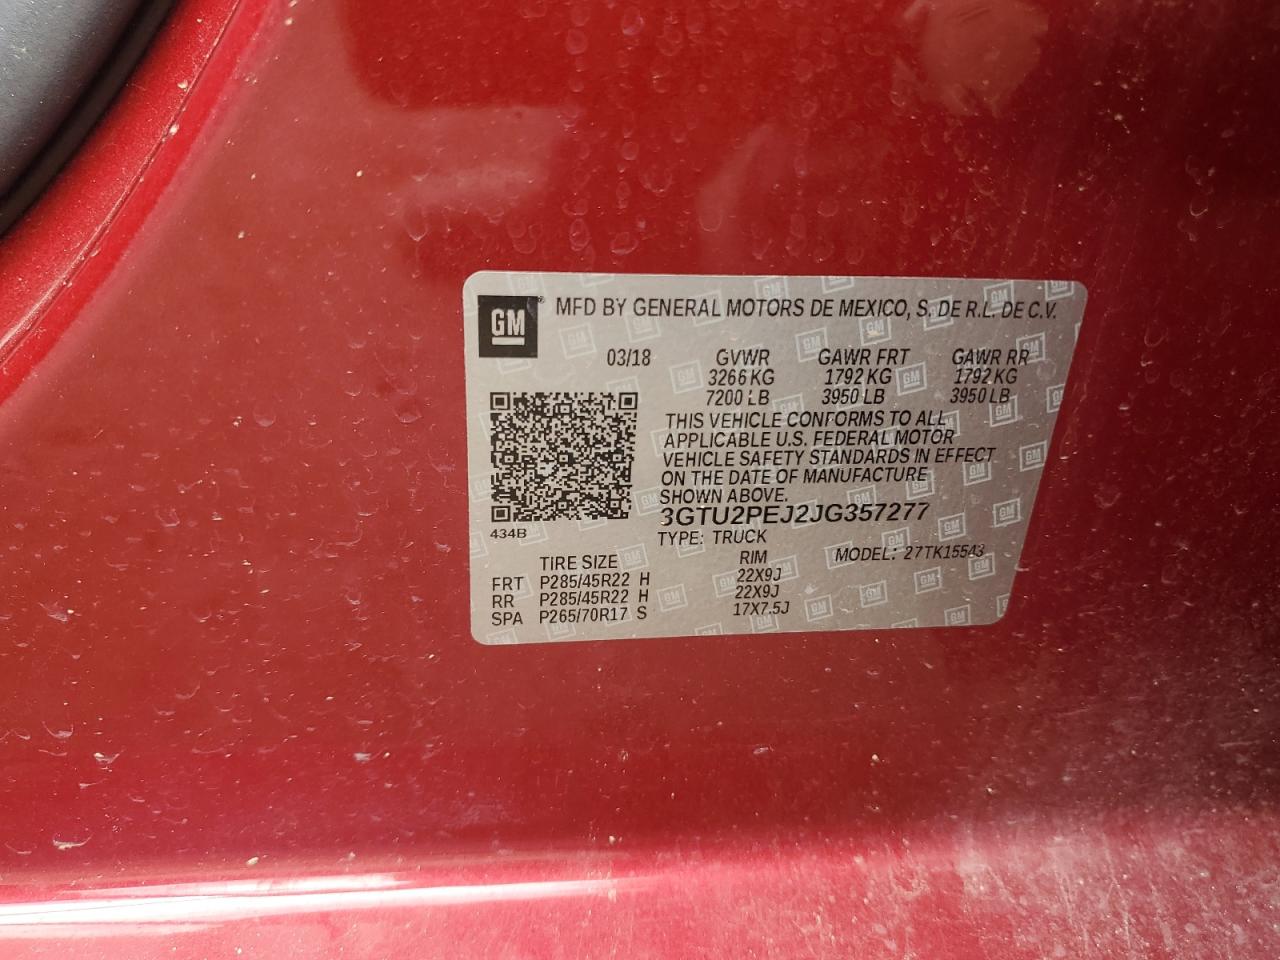 GM
MFD BY GENERAL MOTORS DE MEXICO, S. DE R.L. DE C.V.
03/18 GVWR GAWR FRT GAWR RR
3266 KG 1792 KG 1792 KG
7200 LB 3950 LB 3950 LB
THIS VEHICLE CONFORMS TO ALL
APPLICABLE U.S. FEDERAL MOTOR
VEHICLE SAFETY STANDARDS IN EFFECT
ON THE DATE OF MANUFACTURE
SHOWN ABOVE.
3GTU2PEJ2JG357277
434B
TYPE: TRUCK
TIRE SIZE RIM MODEL: 27TK15543
FRT P285/45R22 H 22X9J
RR P285/45R22 H 22X9J
SPA P265/70R17 S 17X7.5J